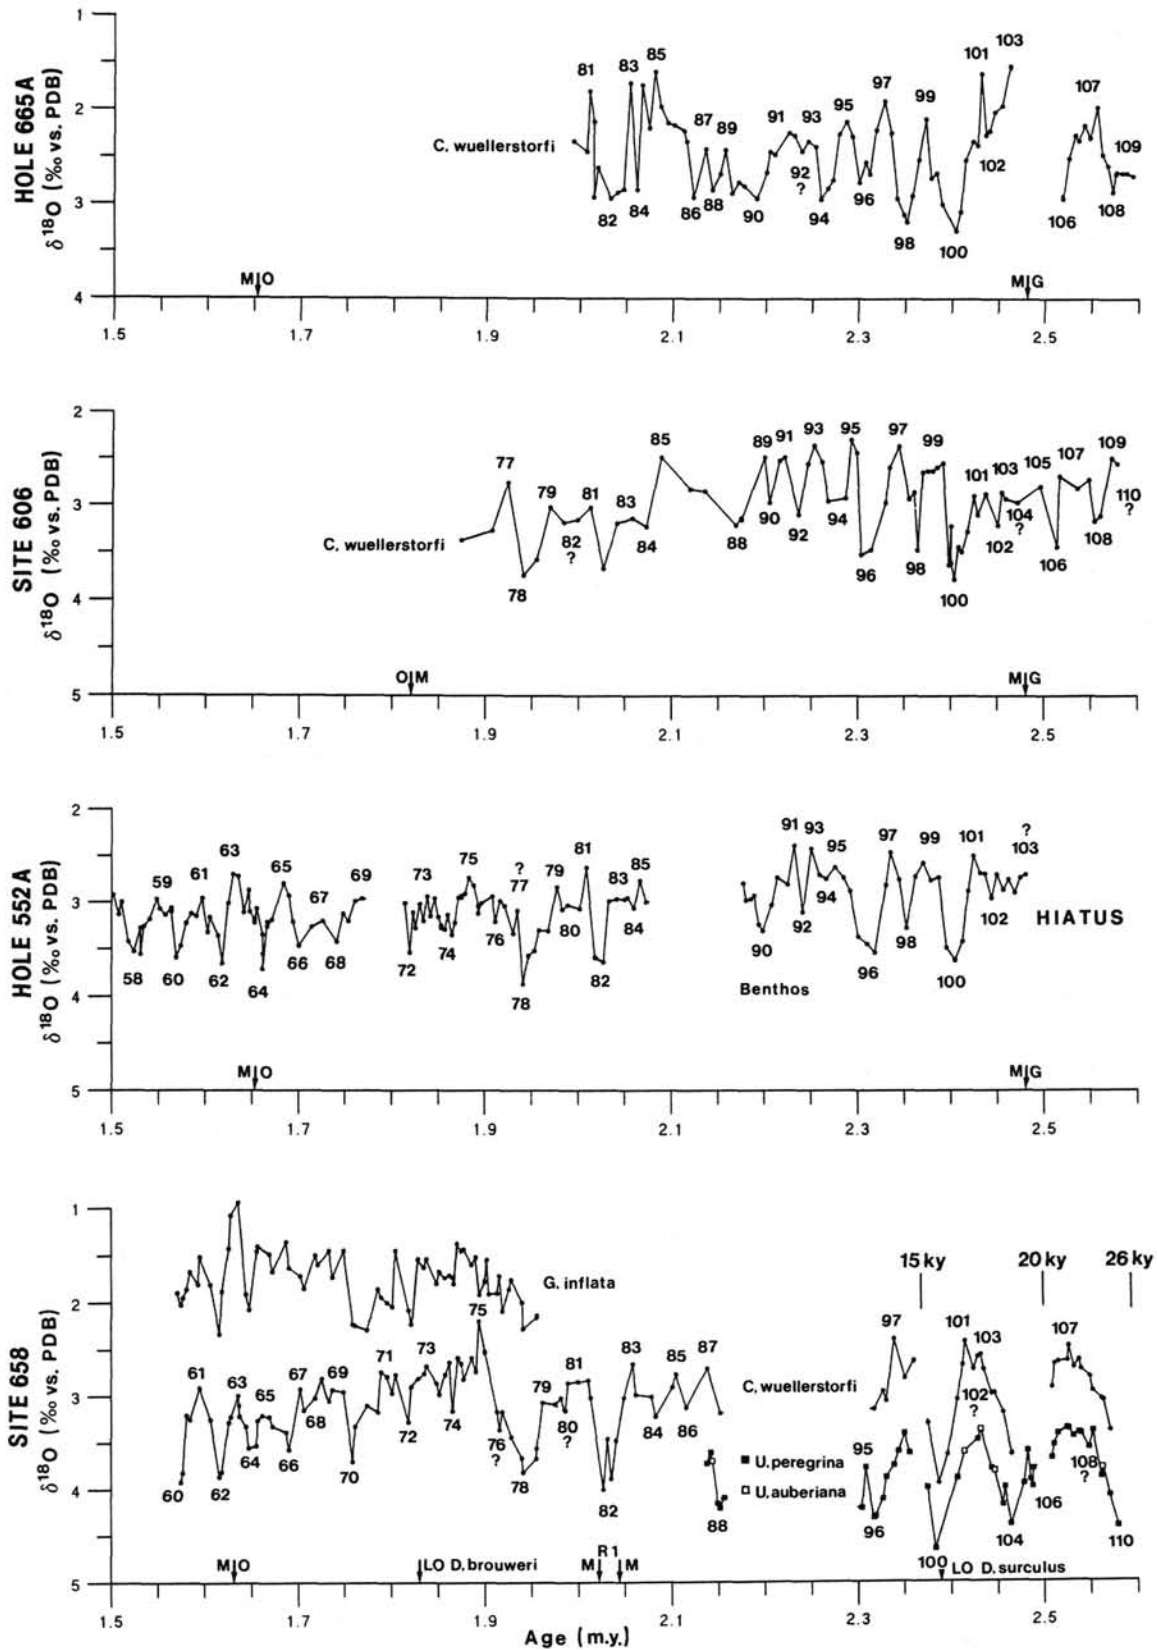 HOLE 665A
δ18O (‰ vs. PDB)
1
2
3
4
C. wuellerstorfi
81 82 83 84 85 86 87 88 89 90 91 92 ? 93 94 95 96 97 98 99 100 101 102 103 106 107 108 109
M|O
M|G
1.5 1.7 1.9 2.1 2.3 2.5
SITE 606
δ18O (‰ vs. PDB)
2
3
4
5
C. wuellerstorfi
77 78 79 82 ? 81 83 84 85 88 89 90 91 92 93 94 95 96 97 98 99 100 101 102 103 104 ? 105 106 107 108 109 110 ?
O|M
M|G
1.5 1.7 1.9 2.1 2.3 2.5
HOLE 552A
δ18O (‰ vs. PDB)
2
3
4
5
58 59 60 61 62 63 64 65 66 67 68 69 72 73 74 75 76 ? 77 78 79 80 81 82 83 84 85 90 91 92 93 94 95 96 97 98 99 100 101 102 ? 103
HIATUS
Benthos
M|O
M|G
1.5 1.7 1.9 2.1 2.3 2.5
SITE 658
δ18O (‰ vs. PDB)
1
2
3
4
5
15 ky 20 ky 26 ky
G. inflata
C. wuellerstorfi
60 61 62 63 64 65 66 67 68 69 70 71 72 73 74 75 76 ? 78 79 80 ? 81 82 83 84 85 86 87 88 95 96 97 100 101 102 ? 103 104 106 107 108 ? 110
U. peregrina
U. auberiana
M|O
LO D. brouweri
R 1
M|
|M
LO D. surculus
1.5 1.7 1.9 2.1 2.3 2.5
Age (m.y.)